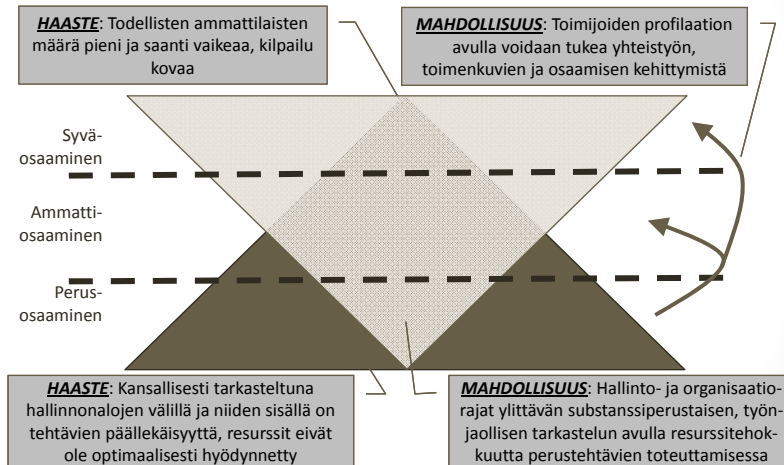 HAASTE: Todellisten ammattilaisten
määrä pieni ja saanti vaikeaa, kilpailu
kovaa
MAHDOLLISUUS: Toimijoiden profilaation
avulla voidaan tukea yhteistyön,
toimenkuvien ja osaamisen kehittymistä
Syvä-
osaaminen
Ammatti-
osaaminen
Perus-
osaaminen
HAASTE: Kansallisesti tarkasteltuna
hallinnonalojen välillä ja niiden sisällä on
tehtävien päällekäisyyttä, resurssit eivät
ole optimaalisesti hyödynnetty
MAHDOLLISUUS: Hallinto- ja organisaatio-
rajat ylittävän substanssiperustaisen, työn-
jaollisen tarkastelun avulla resurssitehok-
kuutta perustehtävien toteuttamisessa